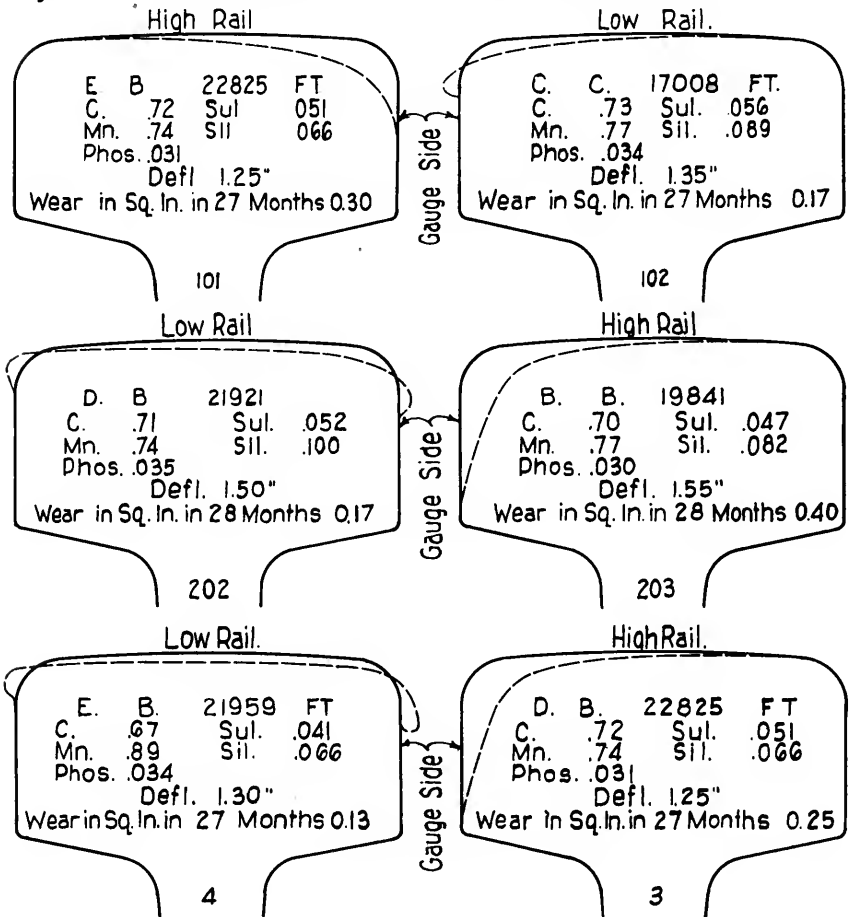 High Rail
E. B 22825 FT
C. .72 Sul 051
Mn. .74 Sil 066
Phos. .031
Defl 1.25"
Wear in Sq. In. in 27 Months 0.30
101
Gauge Side
Low Rail.
C. C. 17008 FT.
C. .73 Sul. .056
Mn. .77 Sil. .089
Phos. .034
Defl. 1.35"
Wear in Sq. In. in 27 Months 0.17
102
Low Rail
D. B 21921
C. .71 Sul. .052
Mn. .74 Sil. .100
Phos. .035
Defl. 1.50"
Wear in Sq. In. in 28 Months 0.17
202
Gauge Side
High Rail
B. B. 19841
C. .70 Sul. .047
Mn. .77 Sil. .082
Phos. .030
Defl. 1.55"
Wear in Sq. In. in 28 Months 0.40
203
Low Rail.
E. B. 21959 FT
C. .67 Sul. .041
Mn. .89 Sil. .066
Phos. .034
Defl. 1.30"
Wear in Sq. In. in 27 Months 0.13
4
Gauge Side
High Rail.
D. B. 22825 FT
C. .72 Sul. .051
Mn. .74 Sil. .066
Phos. .031
Defl. 1.25"
Wear in Sq. In. in 27 Months 0.25
3